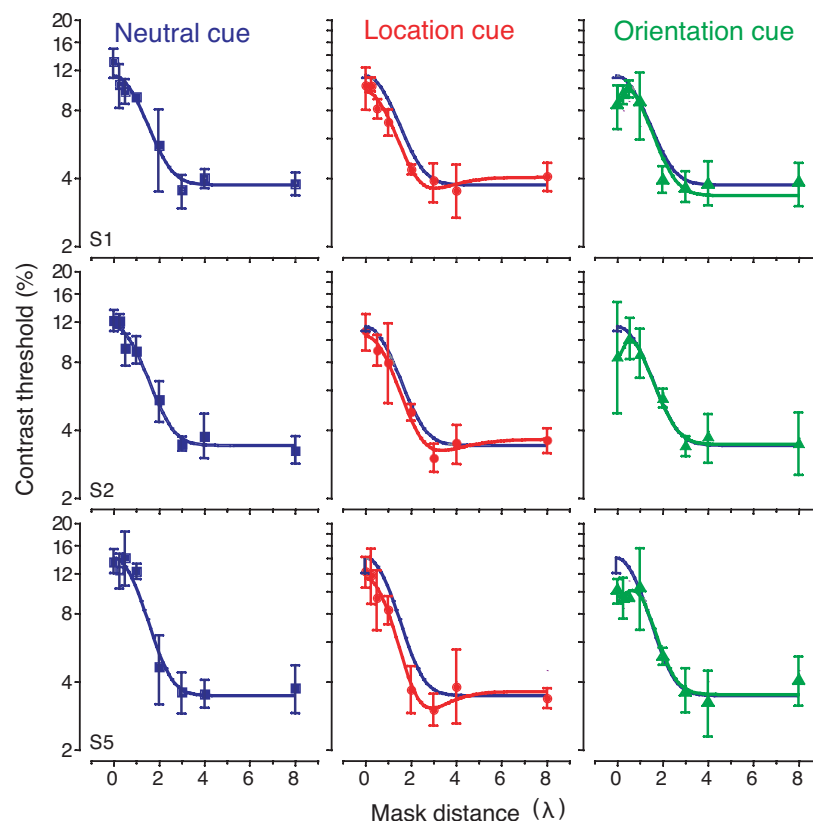 Neutral cue Location cue Orientation cue
20
16
12
8
4
2
S1
20
16
12
8
4
2
S2
20
16
12
8
4
2
S5
Contrast threshold (%)
0 2 4 6 8 0 2 4 6 8 0 2 4 6 8
Mask distance (λ)